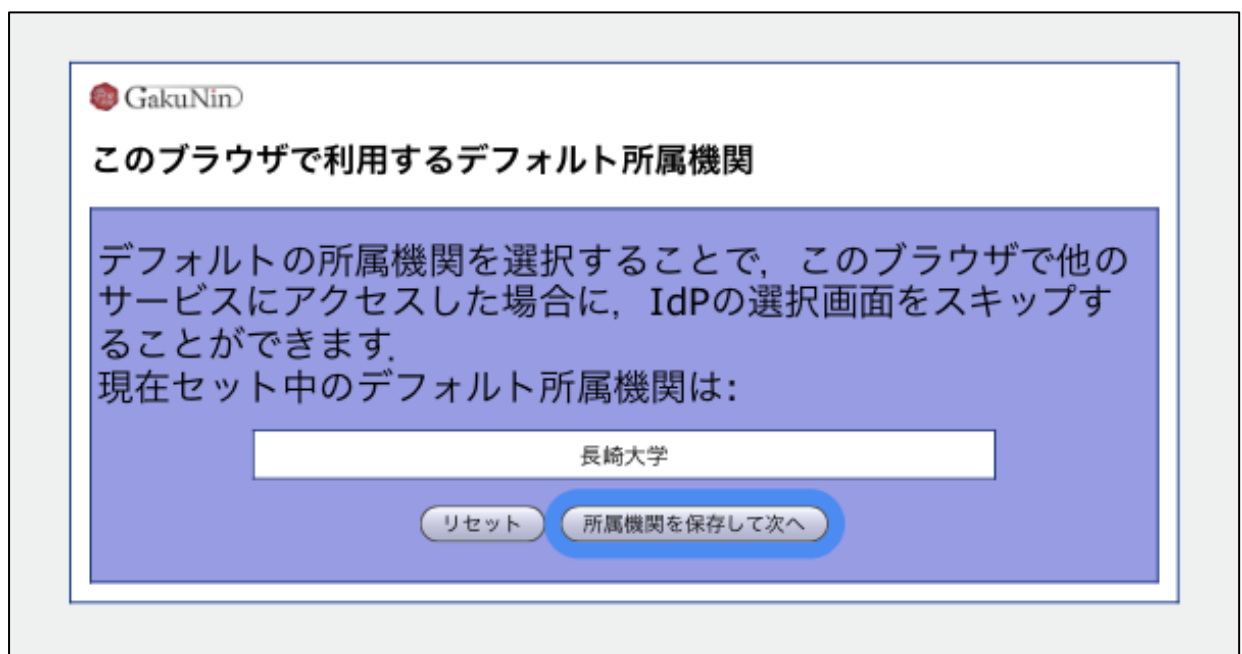 GakuNin
このブラウザで利用するデフォルト所属機関
デフォルトの所属機関を選択することで，このブラウザで他の
サービスにアクセスした場合に，IdPの選択画面をスキップす
ることができます．
現在セット中のデフォルト所属機関は：
長崎大学
リセット 所属機関を保存して次へ